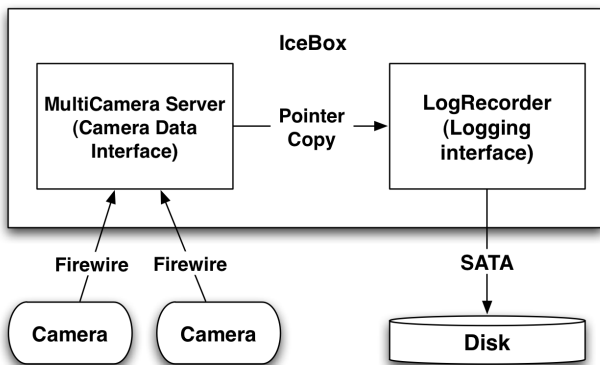 IceBox
MultiCamera Server
(Camera Data
Interface)
Pointer
Copy
LogRecorder
(Logging
interface)
Firewire
Firewire
SATA
Camera
Camera
Disk